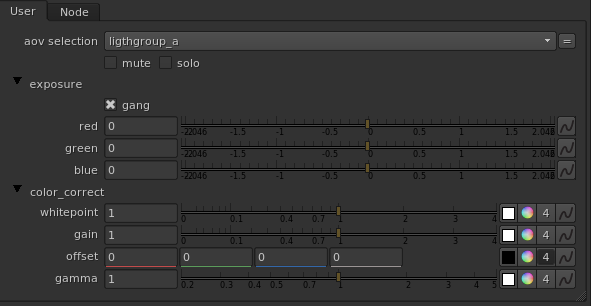 User Node
aov selection ligthgroup_a =
mute solo
exposure
gang
red 0 -2.046 -1.5 -1 -0.5 0 0.5 1 1.5 2.046
green 0 -2.046 -1.5 -1 -0.5 0 0.5 1 1.5 2.046
blue 0 -2.046 -1.5 -1 -0.5 0 0.5 1 1.5 2.046
color_correct
whitepoint 1 0 0.1 0.4 0.7 1 2 3 4 4
gain 1 0 0.1 0.4 0.7 1 2 3 4 4
offset 0 0 0 0 4
gamma 1 0.2 0.3 0.4 0.5 0.7 1 2 3 4 4